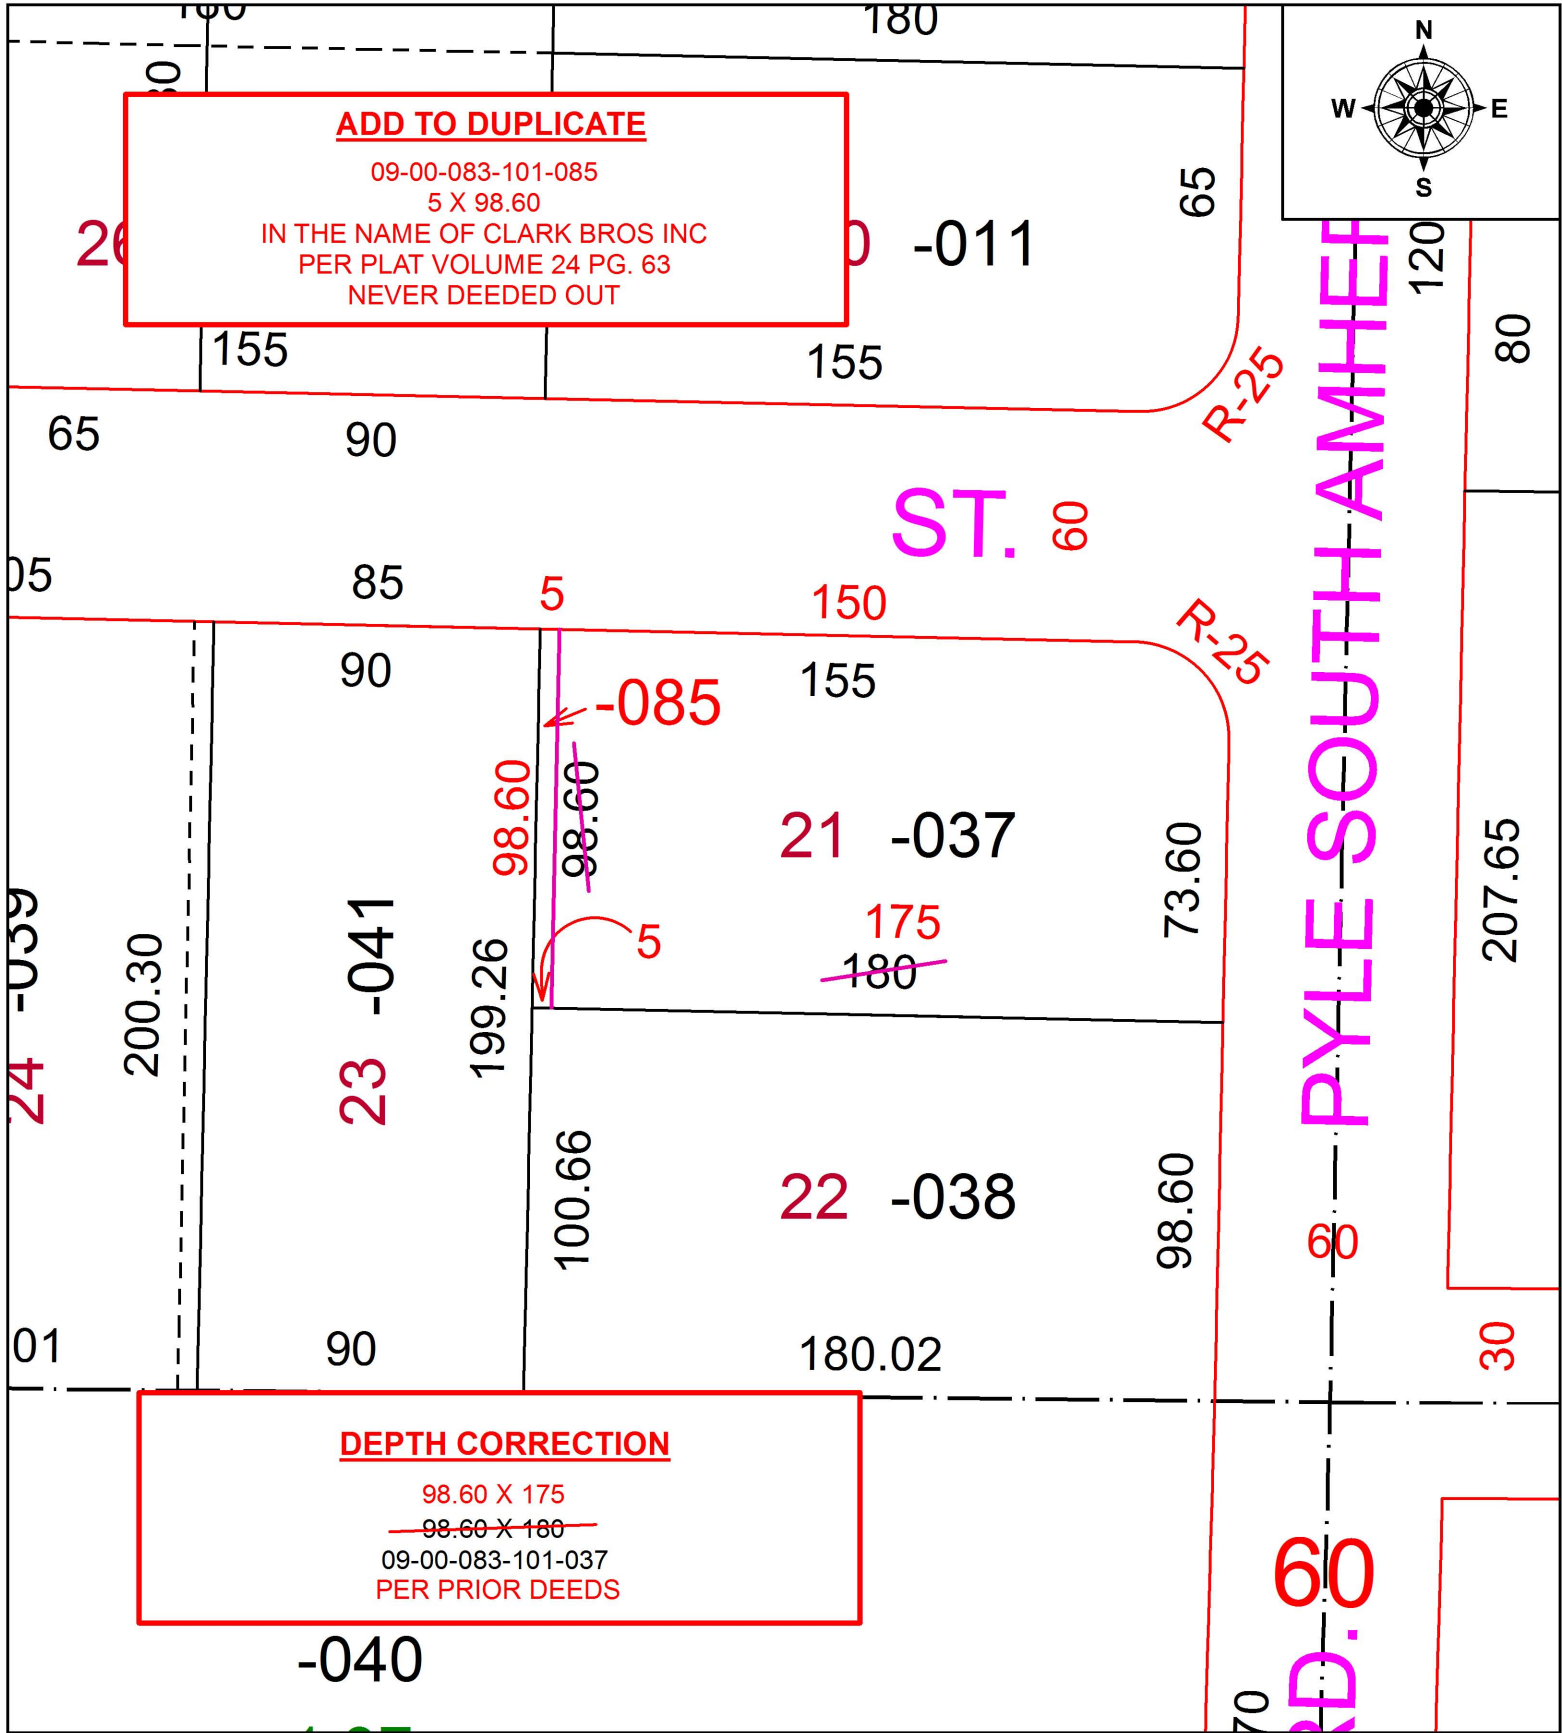 180
N
W E
S
ADD TO DUPLICATE
09-00-083-101-085
5 X 98.60
IN THE NAME OF CLARK BROS INC
PER PLAT VOLUME 24 PG. 63
NEVER DEEDED OUT
-011
65
120
80
155
155
R-25
65
90
ST.
60
85
5
150
R-25
90
155
-085
98.60
98.60
21 -037
73.60
207.65
175
180
5
-039
24
200.30
-041
23
199.26
PYLE SOUTH
100.66
22 -038
98.60
60
30
90
180.02
DEPTH CORRECTION
98.60 X 175
98.60 X 180
09-00-083-101-037
PER PRIOR DEEDS
60
RD.
-040
70